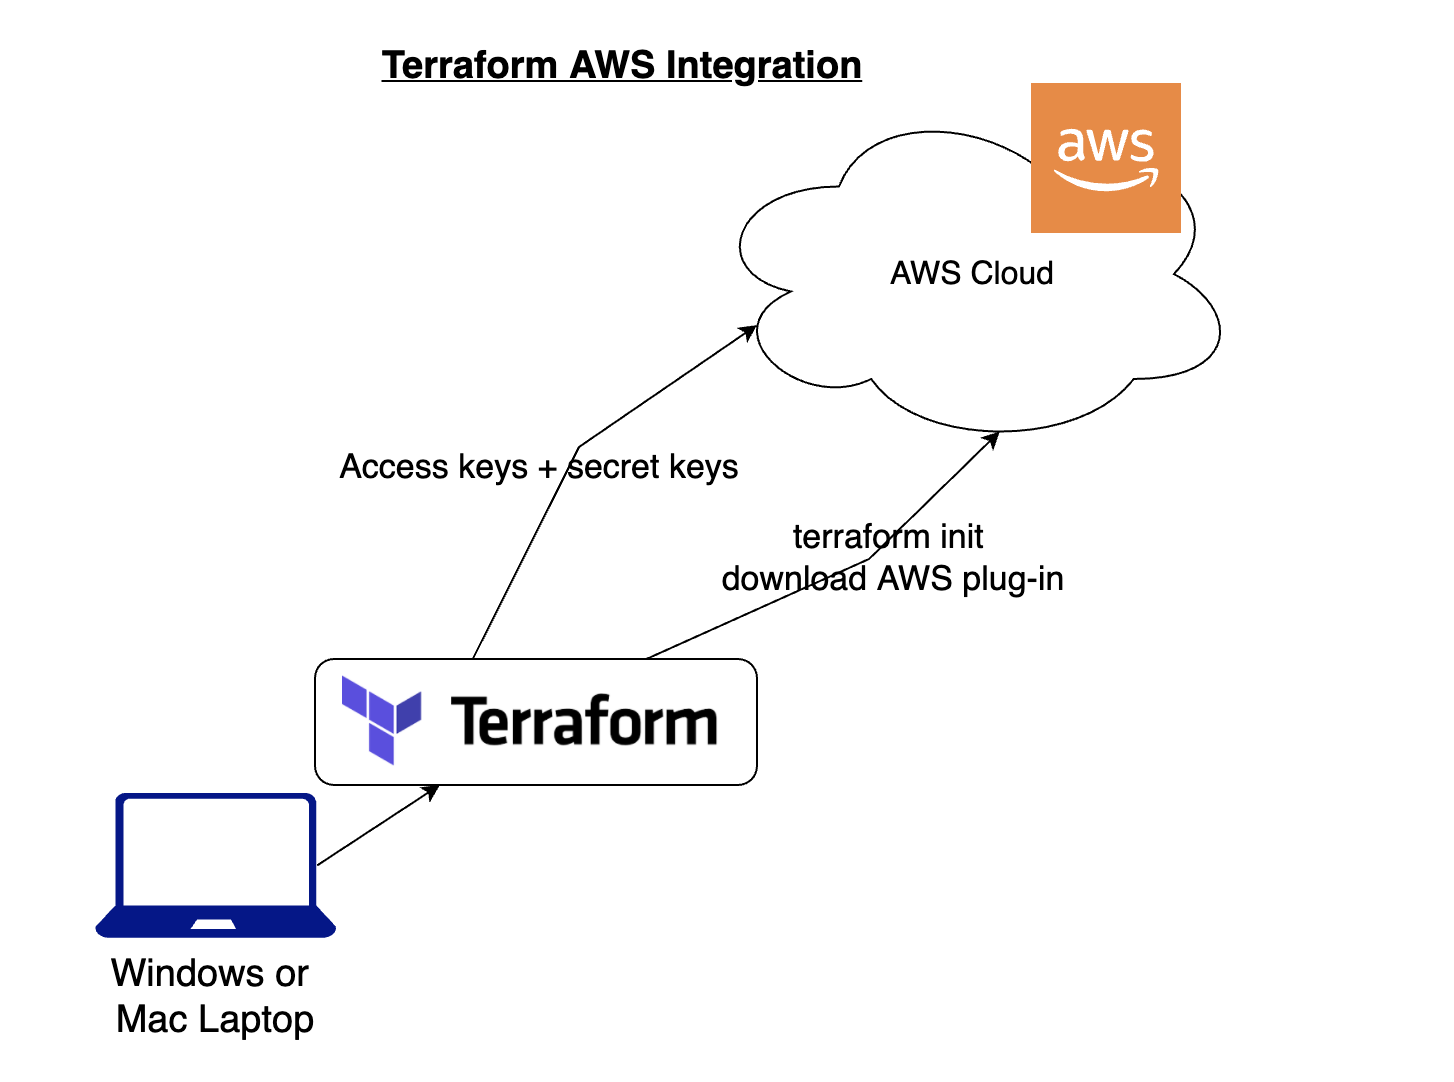 Terraform AWS Integration
aws
AWS Cloud
Access keys + secret keys
terraform init
download AWS plug-in
Terraform
Windows or
Mac Laptop